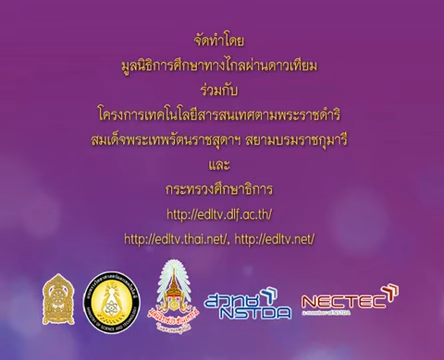 จัดทำโดย
มูลนิธิการศึกษาทางไกลผ่านดาวเทียม
ร่วมกับ
โครงการเทคโนโลยีสารสนเทศตามพระราชดำริ
สมเด็จพระเทพรัตนราชสุดาฯ สยามบรมราชกุมารี
และ
กระทรวงศึกษาธิการ
http://edltv.dlf.ac.th/
http://edltv.thai.net/, http://edltv.net/
สวทช
NSTDA
NECTEC
a member of NSTDA